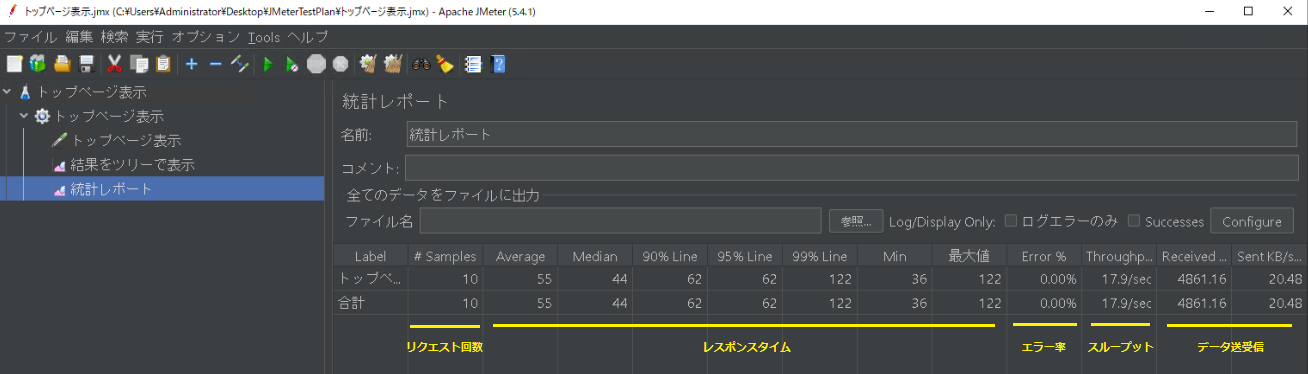 トップページ表示.jmx (C:¥Users¥Administrator¥Desktop¥JMeterTestPlan¥トップページ表示.jmx) - Apache JMeter (5.4.1)
ファイル 編集 検索 実行 オプション Tools ヘルプ
トップページ表示
トップページ表示
トップページ表示
結果をツリーで表示
統計レポート
統計レポート
名前: 統計レポート
コメント:
全てのデータをファイルに出力
ファイル名 参照... Log/Display Only: ログエラーのみ Successes Configure
Label # Samples Average Median 90% Line 95% Line 99% Line Min 最大値 Error % Throughp... Received ... Sent KB/s...
トップペ... 10 55 44 62 62 122 36 122 0.00% 17.9/sec 4861.16 20.48
合計 10 55 44 62 62 122 36 122 0.00% 17.9/sec 4861.16 20.48
リクエスト回数 レスポンスタイム エラー率 スループット データ送受信